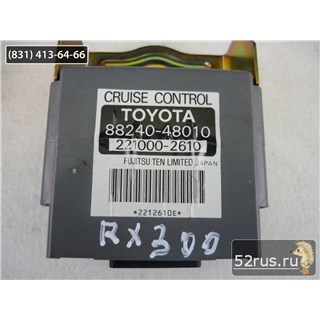 (831) 413-64-66
CRUISE CONTROL
TOYOTA
88240-48010
221000-2610
FUJITSU TEN LIMITED JAPAN
*2212610E*
RX300
52rus.ru